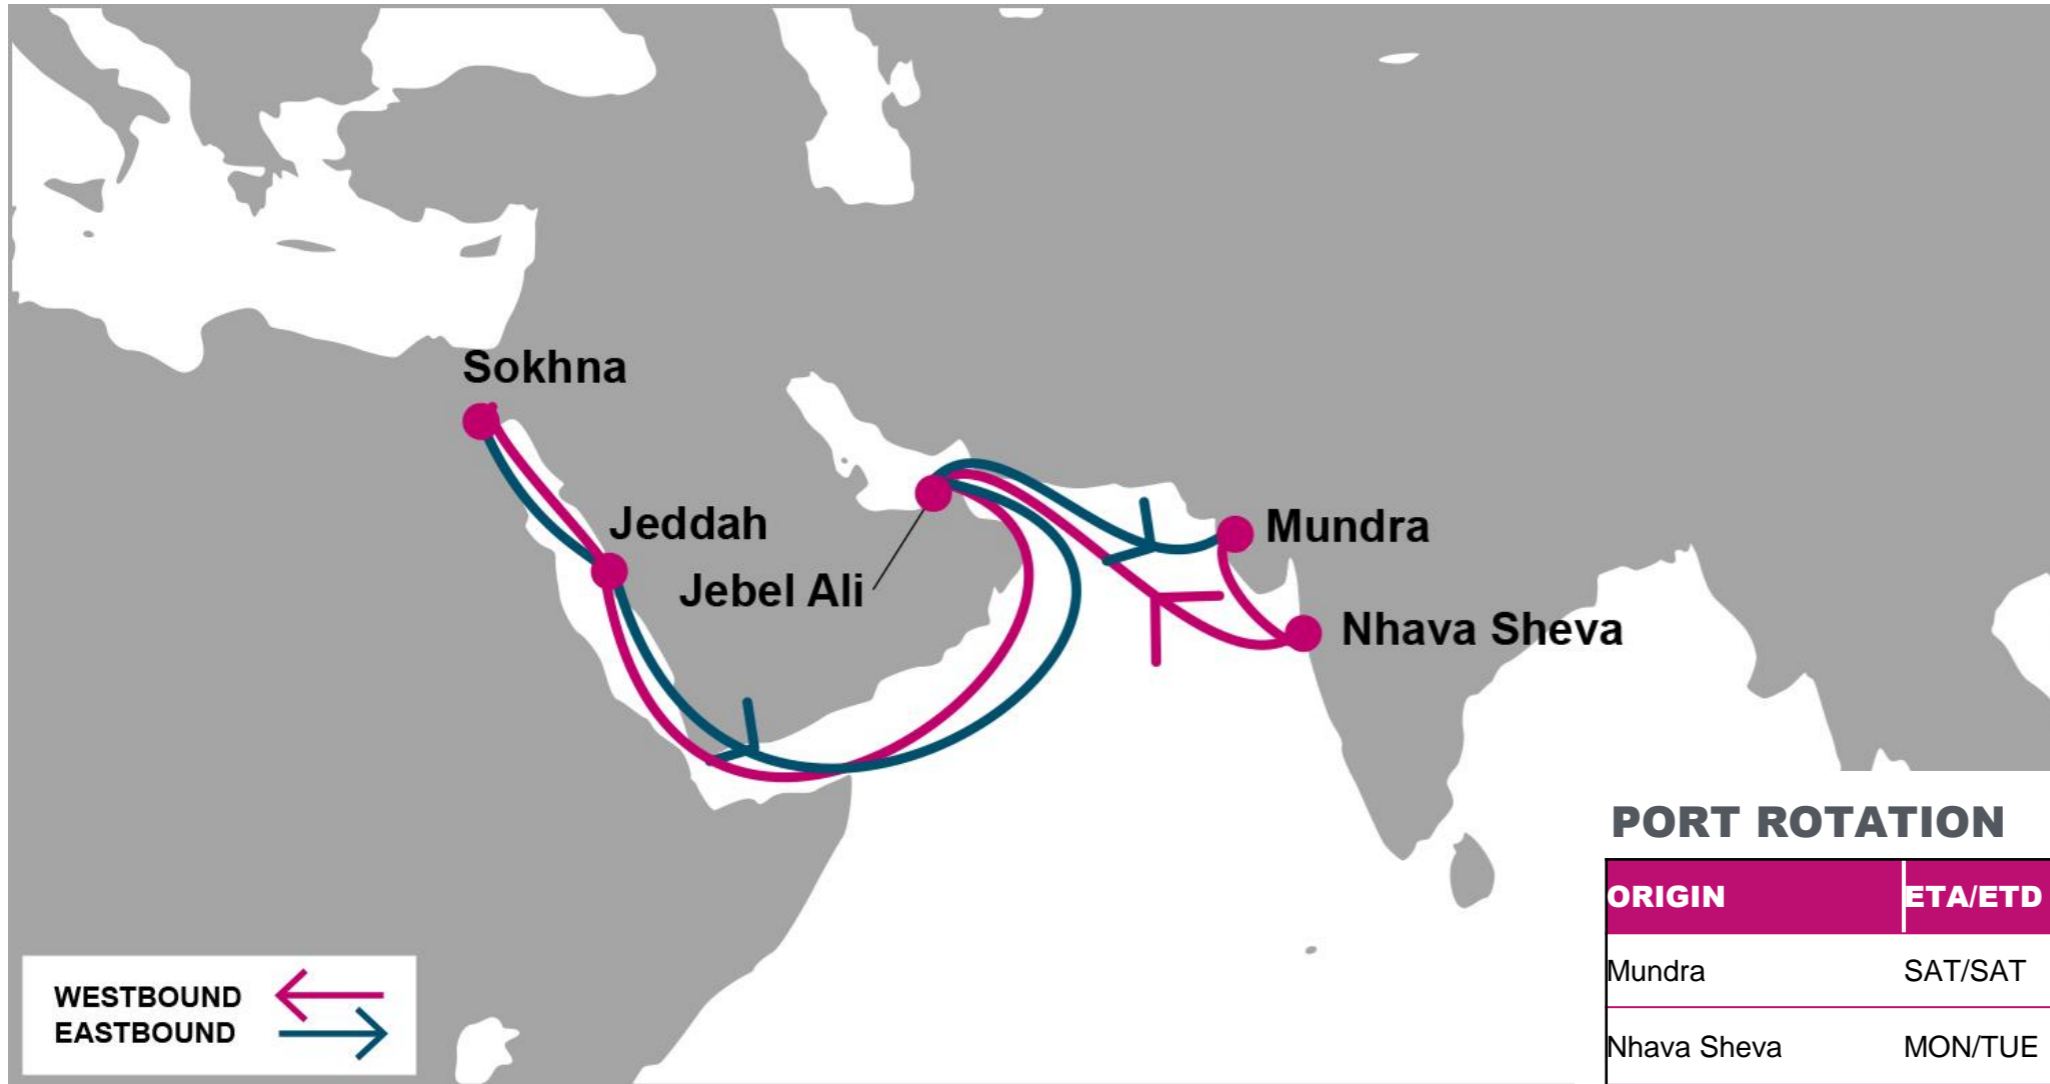 Sokhna
Jeddah
Jebel Ali
Mundra
Nhava Sheva
WESTBOUND
EASTBOUND
PORT ROTATION
ORIGIN ETA/ETD
Mundra SAT/SAT
Nhava Sheva MON/TUE